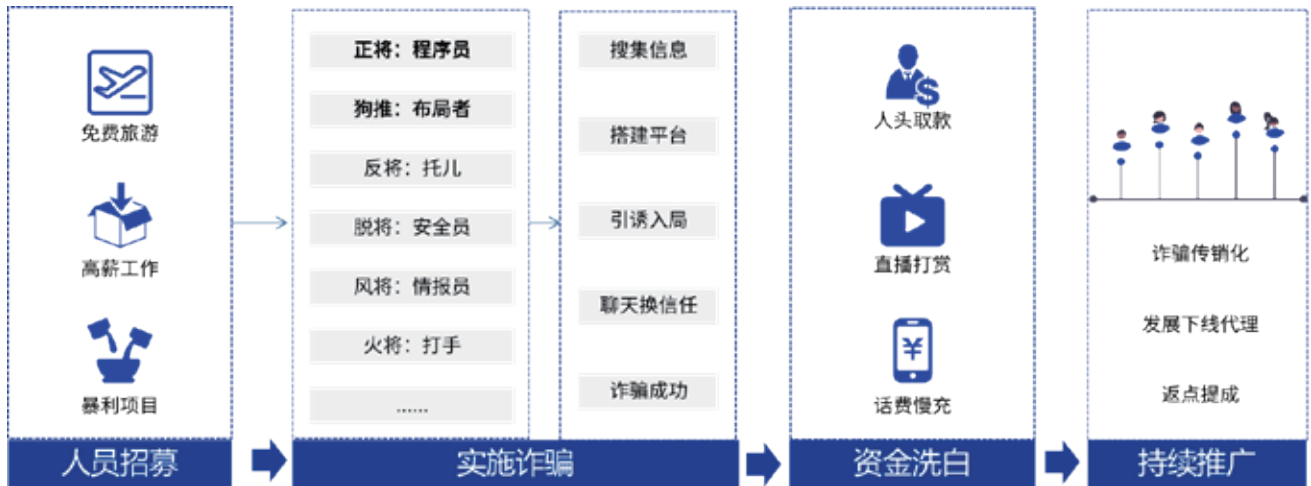 免费旅游
高薪工作
暴利项目
人员招募
正将：程序员
狗推：布局者
反将：托儿
脱将：安全员
风将：情报员
火将：打手
……
搜集信息
搭建平台
引诱入局
聊天换信任
诈骗成功
实施诈骗
人头取款
直播打赏
¥
话费慢充
资金洗白
诈骗传销化
发展下线代理
返点提成
持续推广